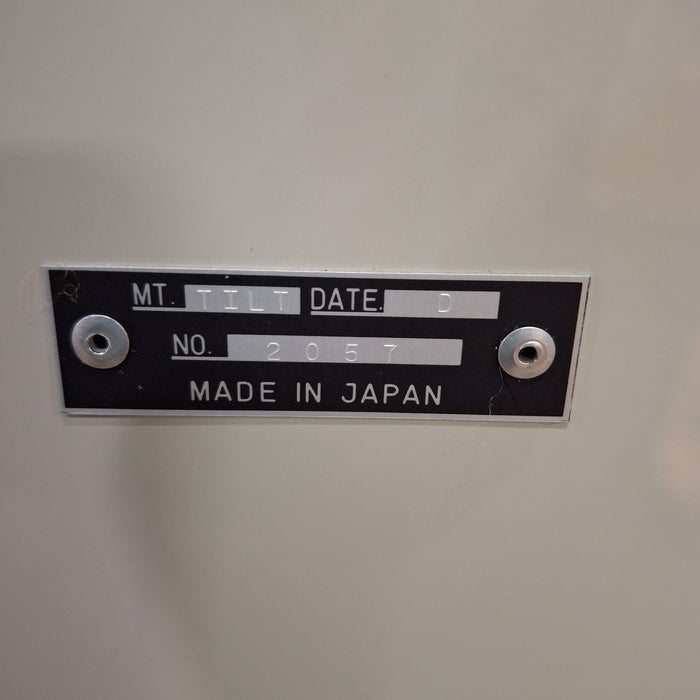 MT. TILT DATE. D
NO. 2057
MADE IN JAPAN